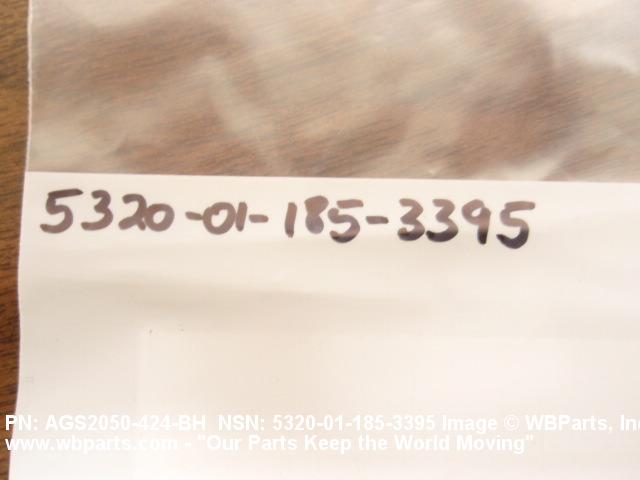 5320-01-185-3395
PN: AGS2050-424-BH NSN: 5320-01-185-3395 Image © WBParts, Inc
www.wbparts.com - "Our Parts Keep the World Moving"